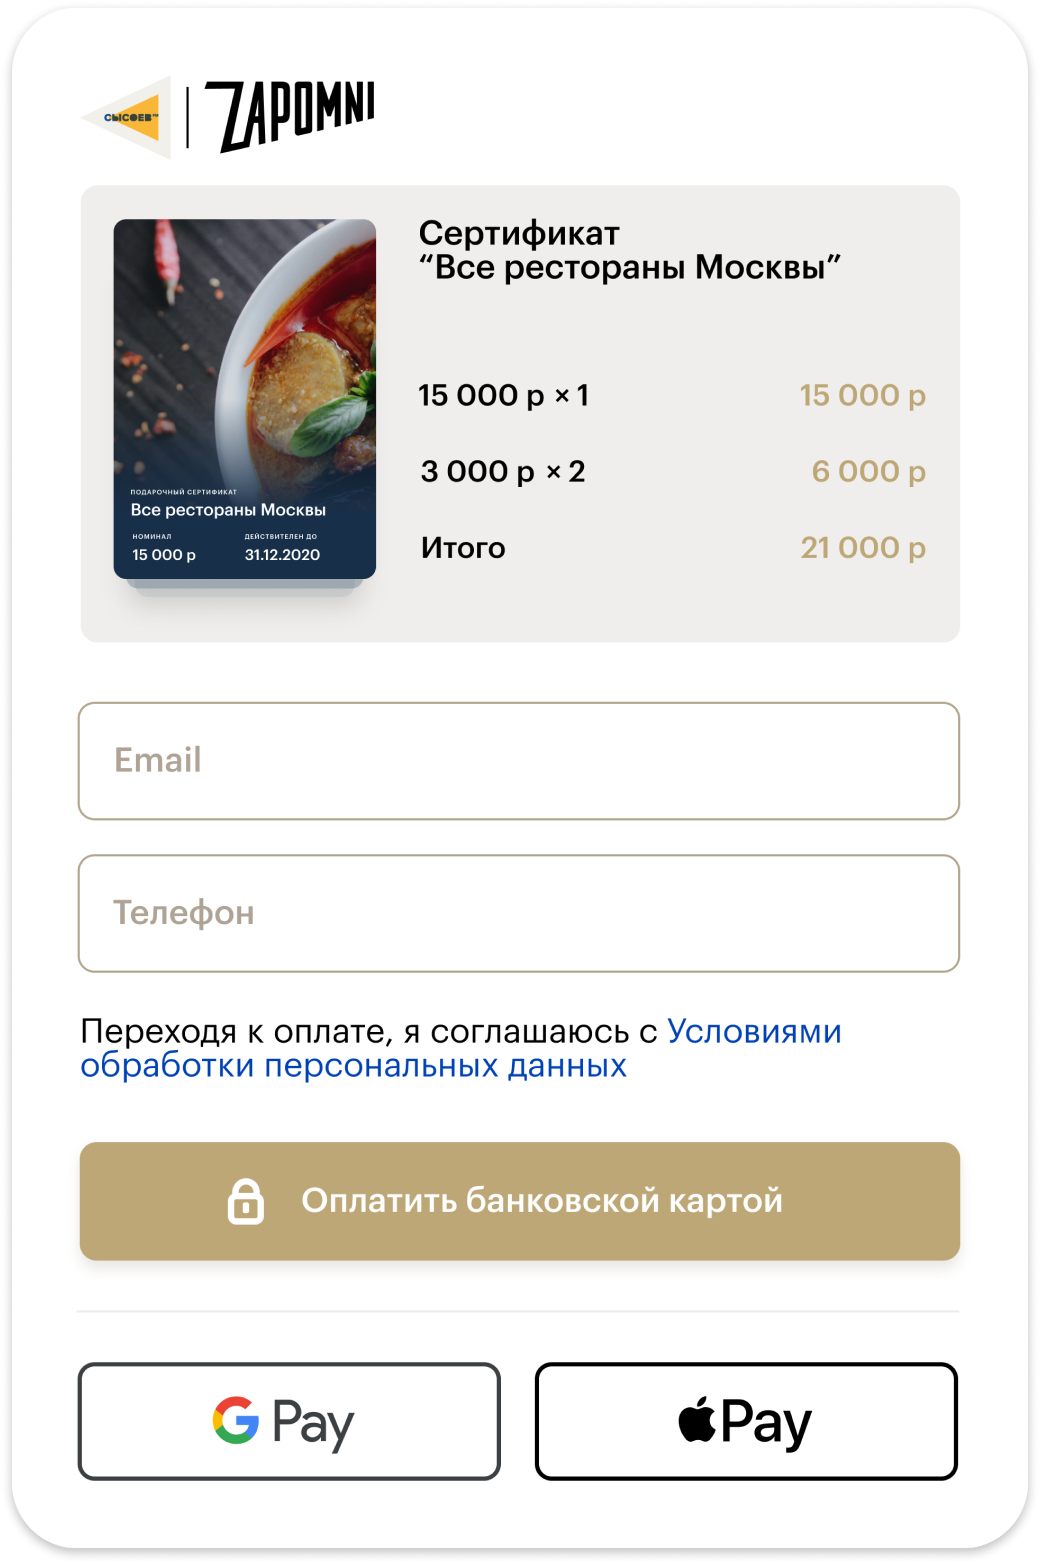 СЫСОЕВ™
ZAPOMNI
Сертификат
“Все рестораны Москвы”
15 000 р × 1
15 000 р
3 000 р × 2
6 000 р
Итого
21 000 р
ПОДАРОЧНЫЙ СЕРТИФИКАТ
Все рестораны Москвы
НОМИНАЛ
ДЕЙСТВИТЕЛЕН ДО
15 000 р
31.12.2020
Email
Телефон
Переходя к оплате, я соглашаюсь с Условиями
обработки персональных данных
Оплатить банковской картой
G Pay
Pay